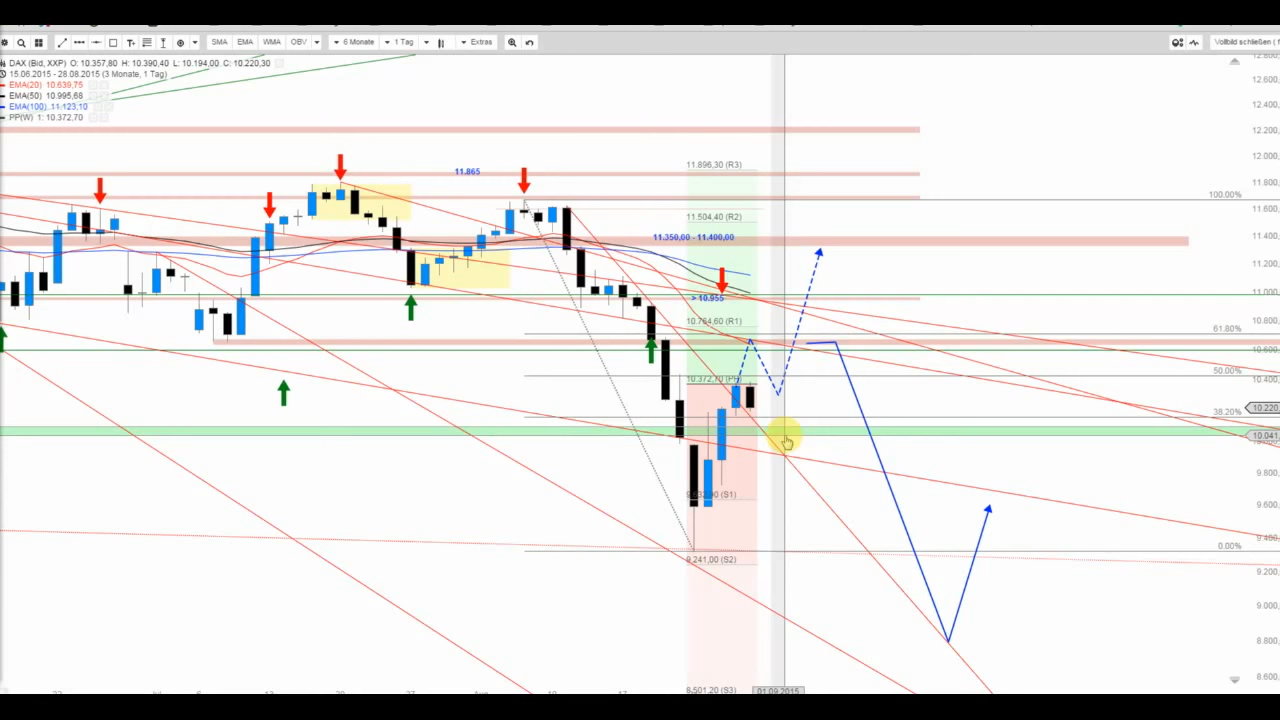 SMA EMA WMA OBV 6 Monate 1 Tag Extras Vollbild schließen
DAX (Bid, XXP) O: 10.357,80 H: 10.390,40 L: 10.194,00 C: 10.220,30
15.06.2015 - 28.08.2015 (3 Monate, 1 Tag)
EMA(20) 10.639,75
EMA(50) 10.995,68
EMA(100) 11.123,10
PP(W) 1: 10.372,70
12.600,
12.400,
12.200,
12.000,
11.896,30 (R3)
11.865
11.800,
100.00%
11.600,
11.504,40 (R2)
11.350,00 - 11.400,00
11.400,
11.200,
> 10.955
11.000,
10.764,60 (R1)
10.800,
61.80%
10.600,
50.00%
10.372,70 (PP)
10.400,
10.220,
38.20%
10.041,
9.800,
(S1)
9.600,
9.400,
0.00%
9.241,00 (S2)
9.200,
9.000,
8.800,
8.600,
8.501,20 (S3)
01.09.2015